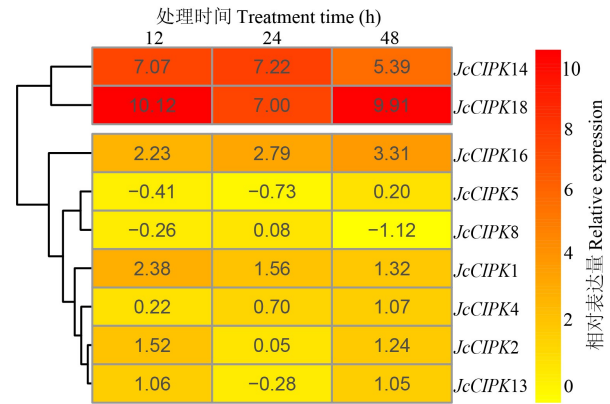 处理时间 Treatment time (h)
12 24 48
7.07 7.22 5.39 JcCIPK14
10.12 7.00 9.91 JcCIPK18
2.23 2.79 3.31 JcCIPK16
−0.41 −0.73 0.20 JcCIPK5
−0.26 0.08 −1.12 JcCIPK8
2.38 1.56 1.32 JcCIPK1
0.22 0.70 1.07 JcCIPK4
1.52 0.05 1.24 JcCIPK2
1.06 −0.28 1.05 JcCIPK13
10
8
6
4
2
0
相对表达量 Relative expression